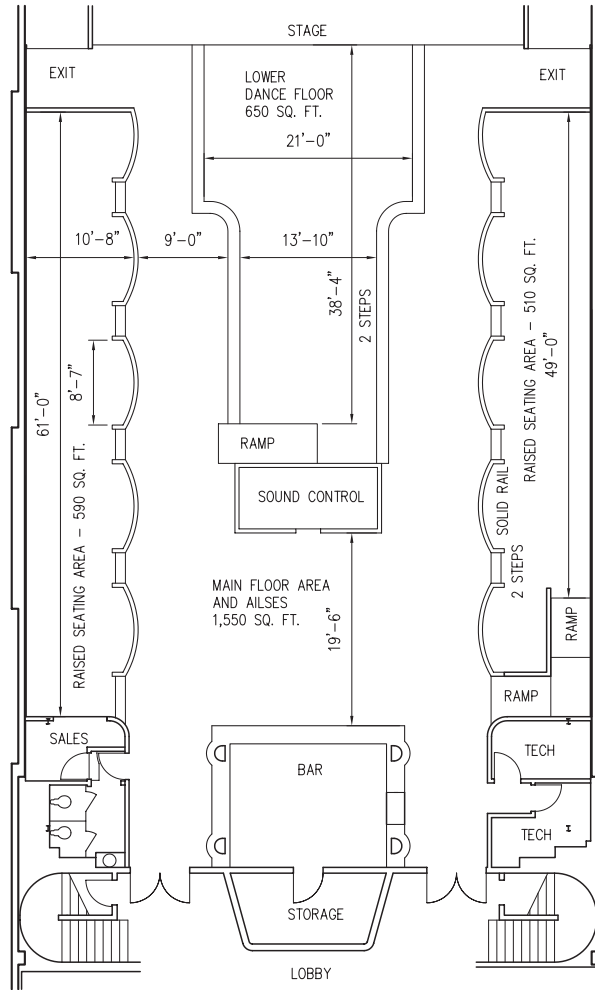 STAGE
EXIT
EXIT
LOWER
DANCE FLOOR
650 SQ. FT.
21'-0"
10'-8"
9'-0"
13'-10"
38'-4"
2 STEPS
RAISED SEATING AREA – 510 SQ. FT.
49'-0"
8'-7"
61'-0"
RAISED SEATING AREA – 590 SQ. FT.
RAMP
SOUND CONTROL
SOLID RAIL
2 STEPS
MAIN FLOOR AREA
AND AILSES
1,550 SQ. FT.
19'-6"
RAMP
RAMP
SALES
BAR
TECH
TECH
STORAGE
LOBBY